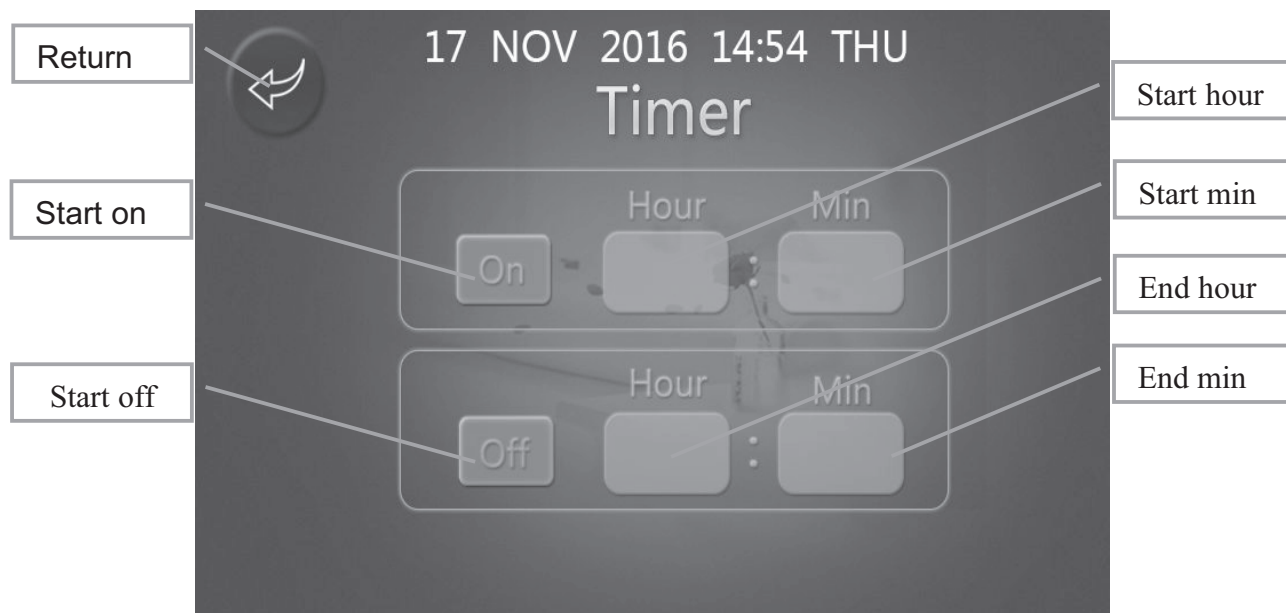 Return
17 NOV 2016 14:54 THU
Timer
Start hour
Start on
Hour
Min
Start min
On
:
End hour
Start off
Hour
Min
End min
Off
: